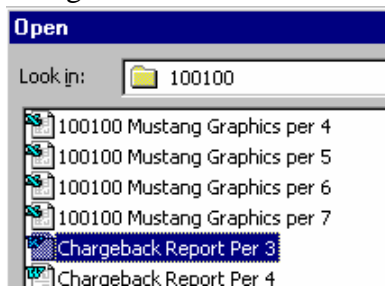 Open
Look in: 100100
100100 Mustang Graphics per 4
100100 Mustang Graphics per 5
100100 Mustang Graphics per 6
100100 Mustang Graphics per 7
Chargeback Report Per 3
Chargeback Report Per 4